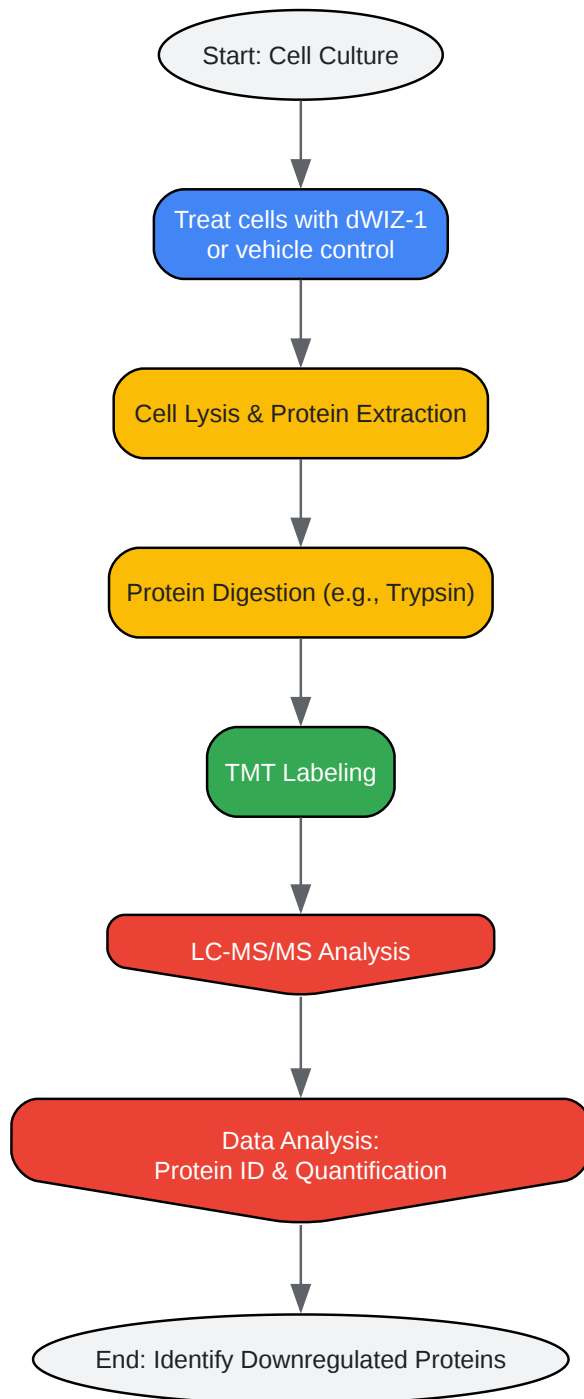 Start: Cell Culture
Treat cells with dWIZ-1
or vehicle control
Cell Lysis & Protein Extraction
Protein Digestion (e.g., Trypsin)
TMT Labeling
LC-MS/MS Analysis
Data Analysis:
Protein ID & Quantification
End: Identify Downregulated Proteins